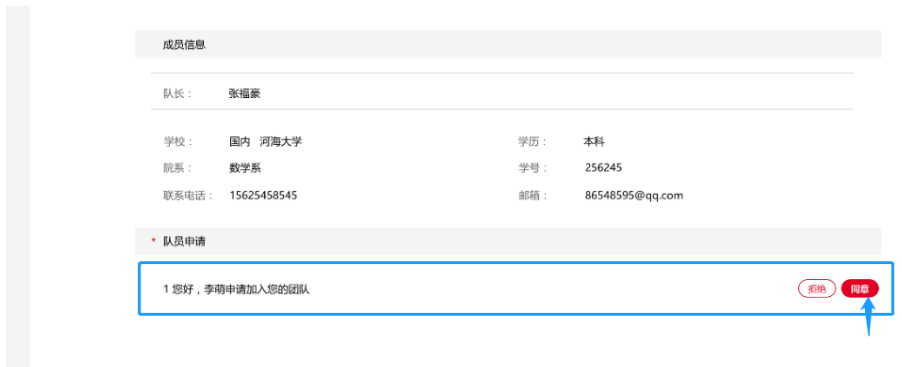 成员信息
队长： 张福豪
学校： 国内 河海大学 学历： 本科
院系： 数学系 学号： 256245
联系电话： 15625458545 邮箱： 86548595@qq.com
* 队员申请
1 您好，李萌申请加入您的团队 拒绝 同意